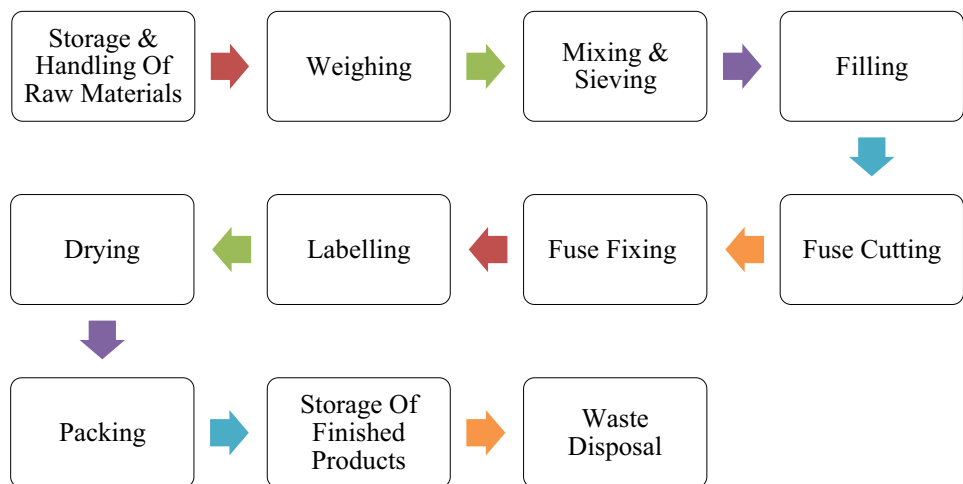 Storage &
Handling Of
Raw Materials
Weighing
Mixing &
Sieving
Filling
Fuse Cutting
Fuse Fixing
Labelling
Drying
Packing
Storage Of
Finished
Products
Waste
Disposal